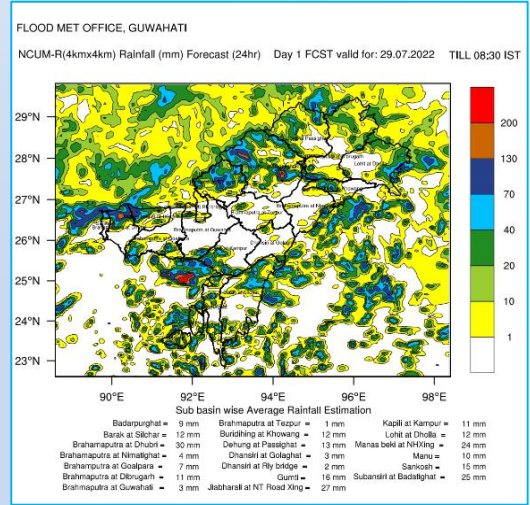 FLOOD MET OFFICE, GUWAHATI
NCUM-R(4kmx4km) Rainfall (mm) Forecast (24hr) Day 1 FCST valid for: 29.07.2022 TILL 08:30 IST
29°N
28°N
27°N
26°N
25°N
24°N
23°N
90°E 92°E 94°E 96°E 98°E
200
130
70
40
20
10
1
Sub basin wise Average Rainfall Estimation
Badarpurghat = 9 mm Brahmaputra at Tezpur = 1 mm Kapili at Kampur = 11 mm
Barak at Silchar = 12 mm Buridihing at Khowang = 12 mm Lohit at Dholla = 12 mm
Brahamaputra at Dhubri = 30 mm Dehung at Passighat = 13 mm Manas beki at NHXing = 24 mm
Brahamaputra at Nimatighat = 4 mm Dhansiri at Golaghat = 3 mm Manu = 10 mm
Brahamputra at Goalpara = 7 mm Dhansiri at Rly bridge = 2 mm Sankosh = 15 mm
Brahmaputra at Dibrugarh = 11 mm Gumti = 16 mm Subansiri at Badatighat = 25 mm
Brahmaputra at Guwahati = 3 mm Jiabharali at NT Road Xing = 27 mm